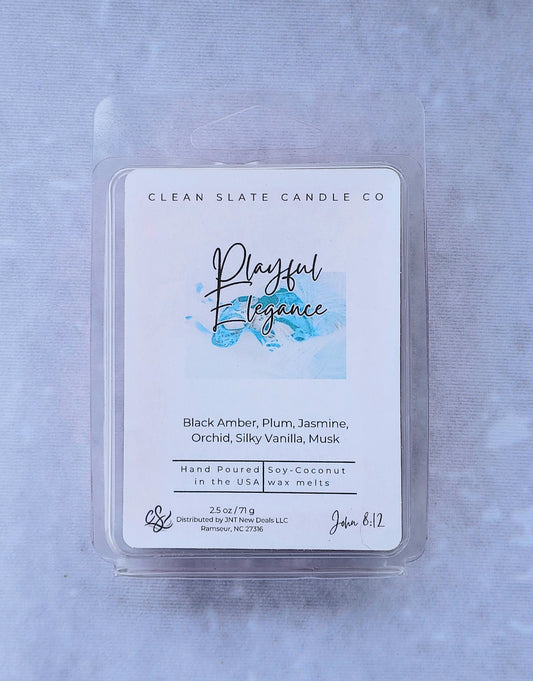 CLEAN SLATE CANDLE CO
Playful
Elegance
Black Amber, Plum, Jasmine,
Orchid, Silky Vanilla, Musk
Hand Poured
in the USA
Soy-Coconut
wax melts
2.5 oz / 71 g
Distributed by JNT New Deals LLC
Ramseur, NC 27316
CSC
John 8:12